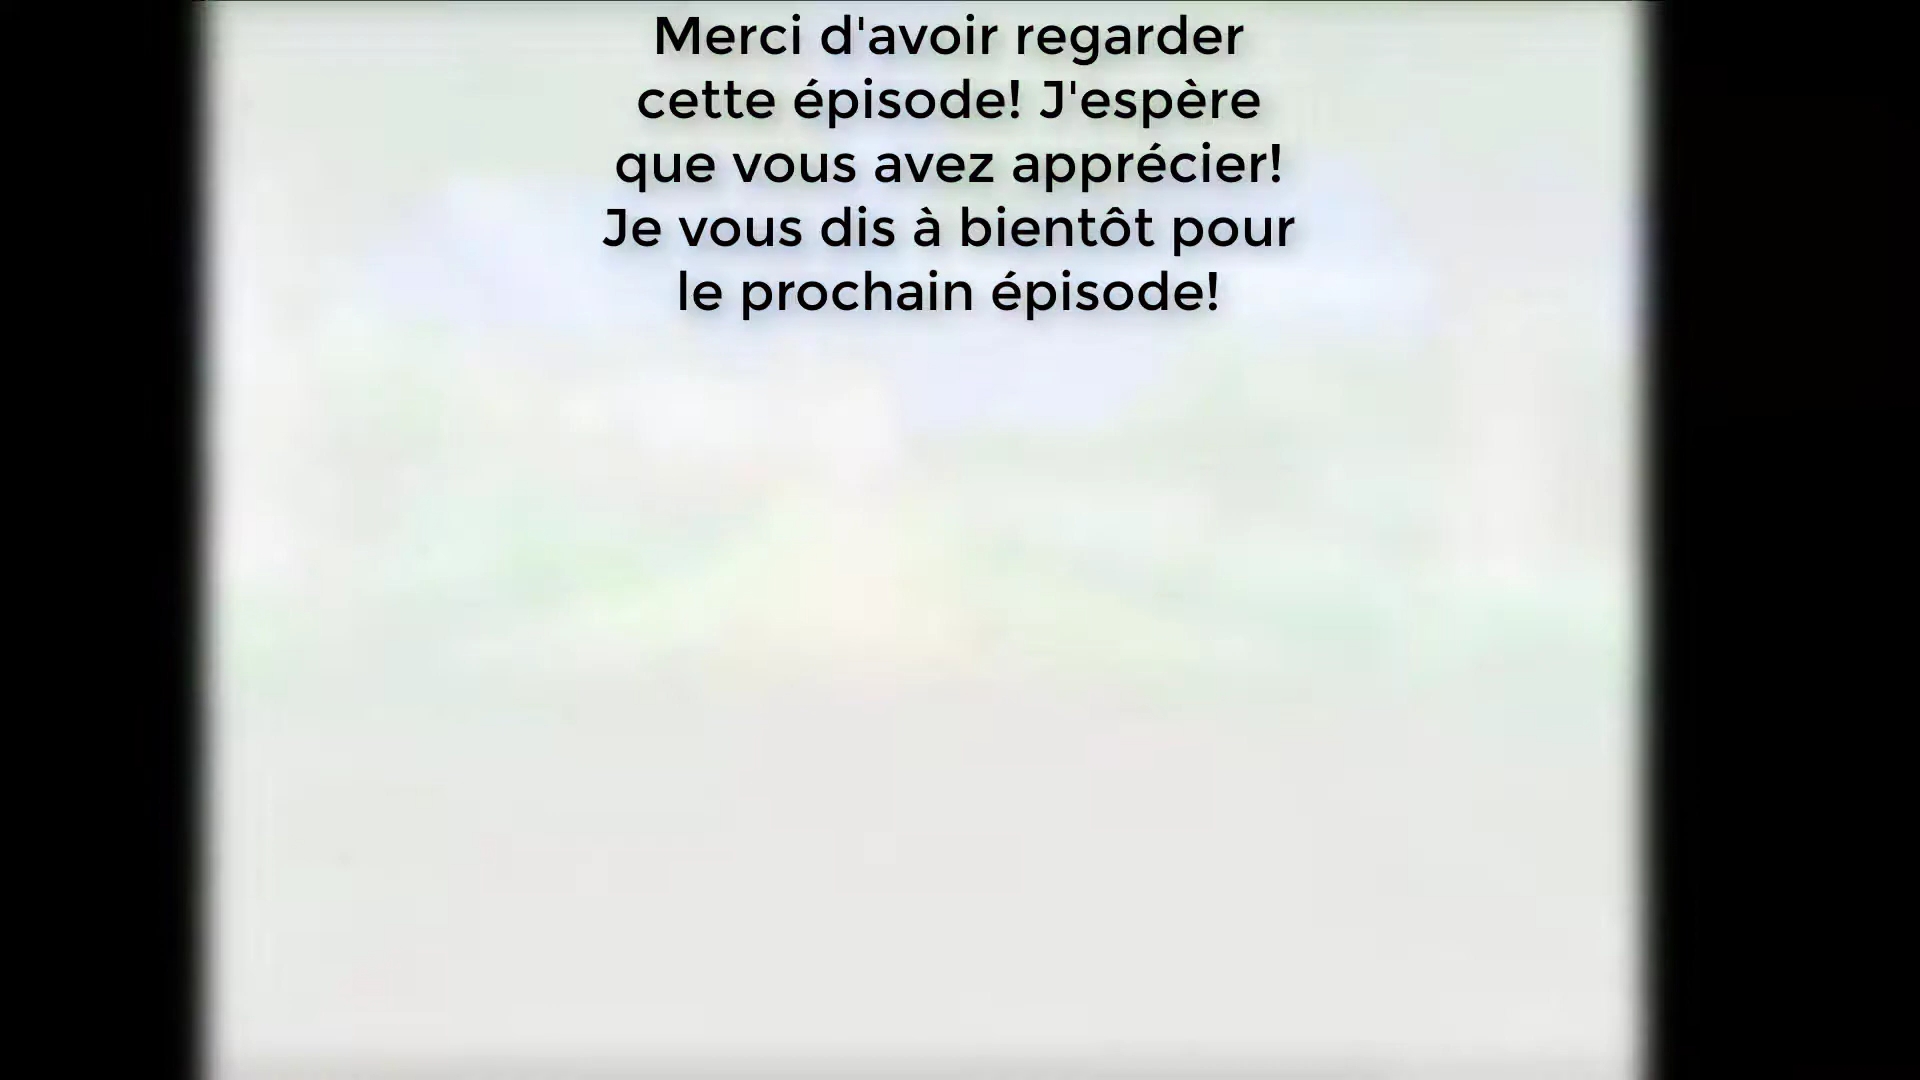 Merci d'avoir regarder
cette épisode! J'espère
que vous avez apprécier!
Je vous dis à bientôt pour
le prochain épisode!